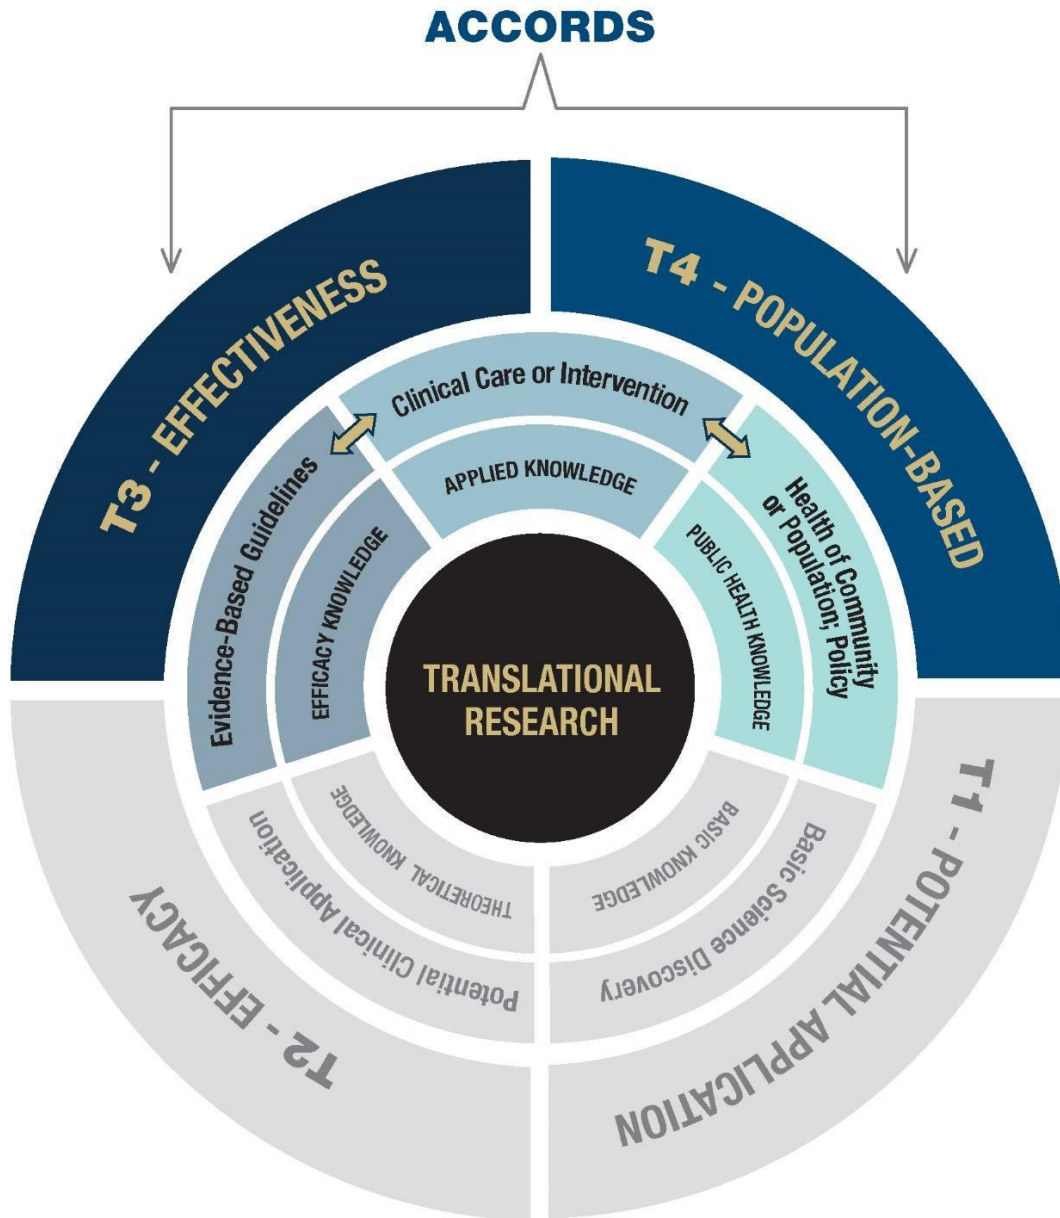 ACCORDS
T3 - EFFECTIVENESS
T4 - POPULATION-BASED
Clinical Care or Intervention
APPLIED KNOWLEDGE
Evidence-Based Guidelines
EFFICACY KNOWLEDGE
Health of Community
or Population; Policy
PUBLIC HEALTH KNOWLEDGE
TRANSLATIONAL
RESEARCH
THEORETICAL KNOWLEDGE
Potential Clinical Application
BASIC KNOWLEDGE
Basic Science Discovery
T2 - EFFICACY
T1 - POTENTIAL APPLICATION